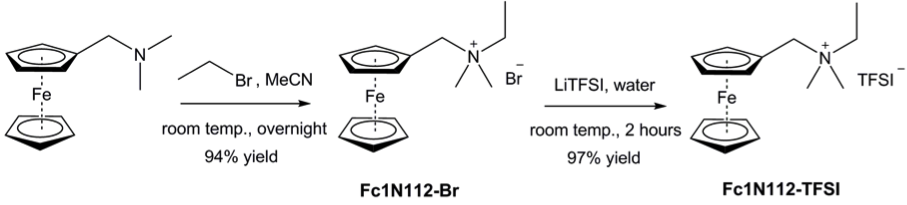 N
Fe
Br , MeCN
room temp., overnight
94% yield
N+
Br−
Fe
Fc1N112-Br
LiTFSI, water
room temp., 2 hours
97% yield
N+
TFSI−
Fe
Fc1N112-TFSI